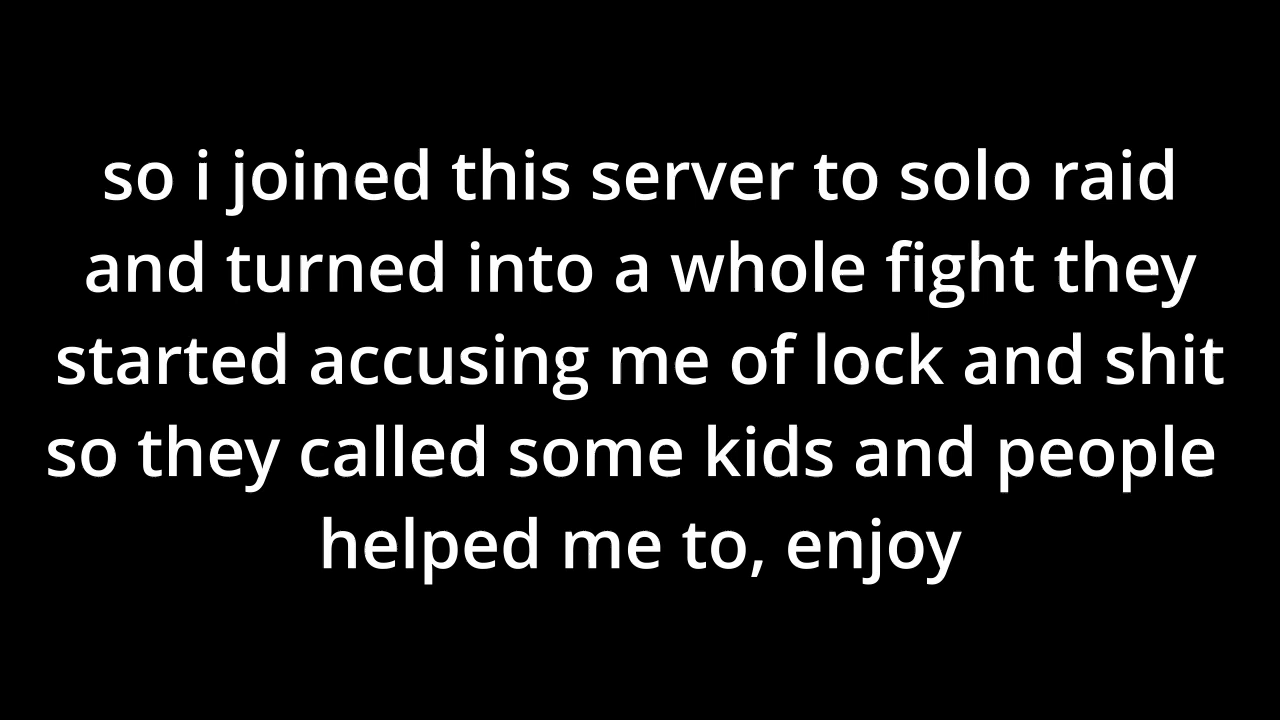 so i joined this server to solo raid
and turned into a whole fight they
started accusing me of lock and shit
so they called some kids and people
helped me to, enjoy